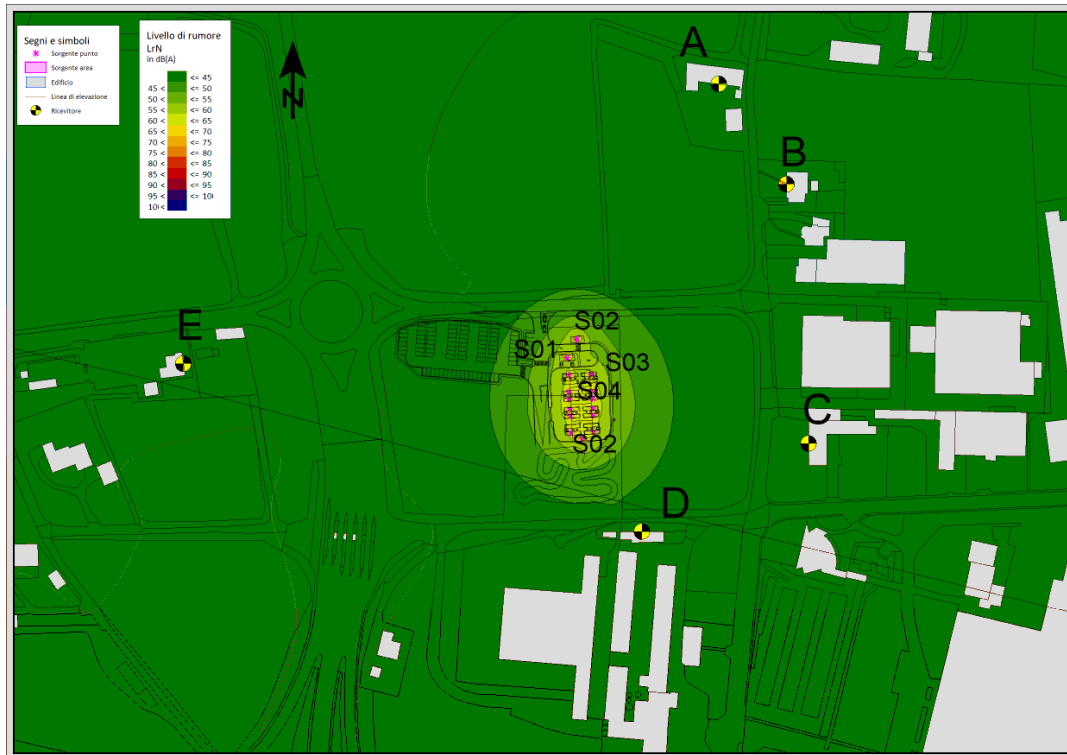 Segni e simboli
Sorgente punto
Sorgente area
Edificio
Linea di elevazione
Ricevitore
Livello di rumore
LrN
in dB(A)
<= 45
45 < <= 50
50 < <= 55
55 < <= 60
60 < <= 65
65 < <= 70
70 < <= 75
75 < <= 80
80 < <= 85
85 < <= 90
90 < <= 95
95 < <= 10
10 <
N
A
B
S02
E
S01
S03
S04
C
S02
D